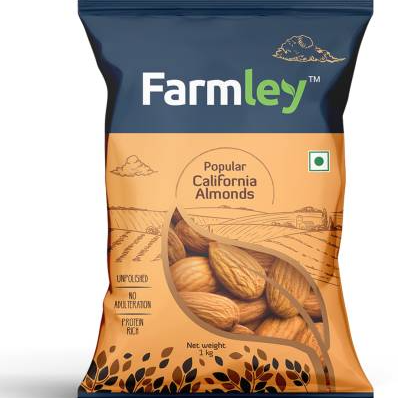 Farmley™
Popular
California
Almonds
UNPOLISHED
NO
ADULTERATION
PROTEIN
RICH
Net weight
1 kg